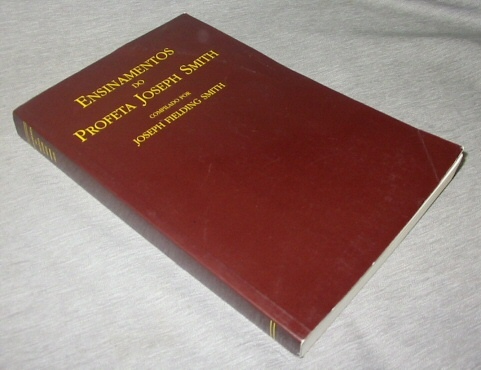 ENSINAMENTOS
DO
PROFETA JOSEPH SMITH
COMPILADO POR
JOSEPH FIELDING SMITH